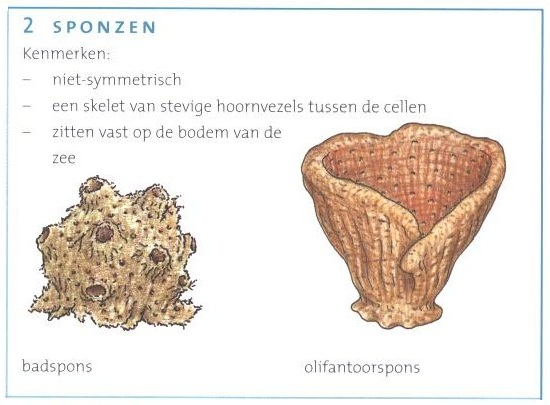 2 SPONZEN
Kenmerken:
– niet-symmetrisch
– een skelet van stevige hoornvezels tussen de cellen
– zitten vast op de bodem van de
zee
badspons
olifantoorspons